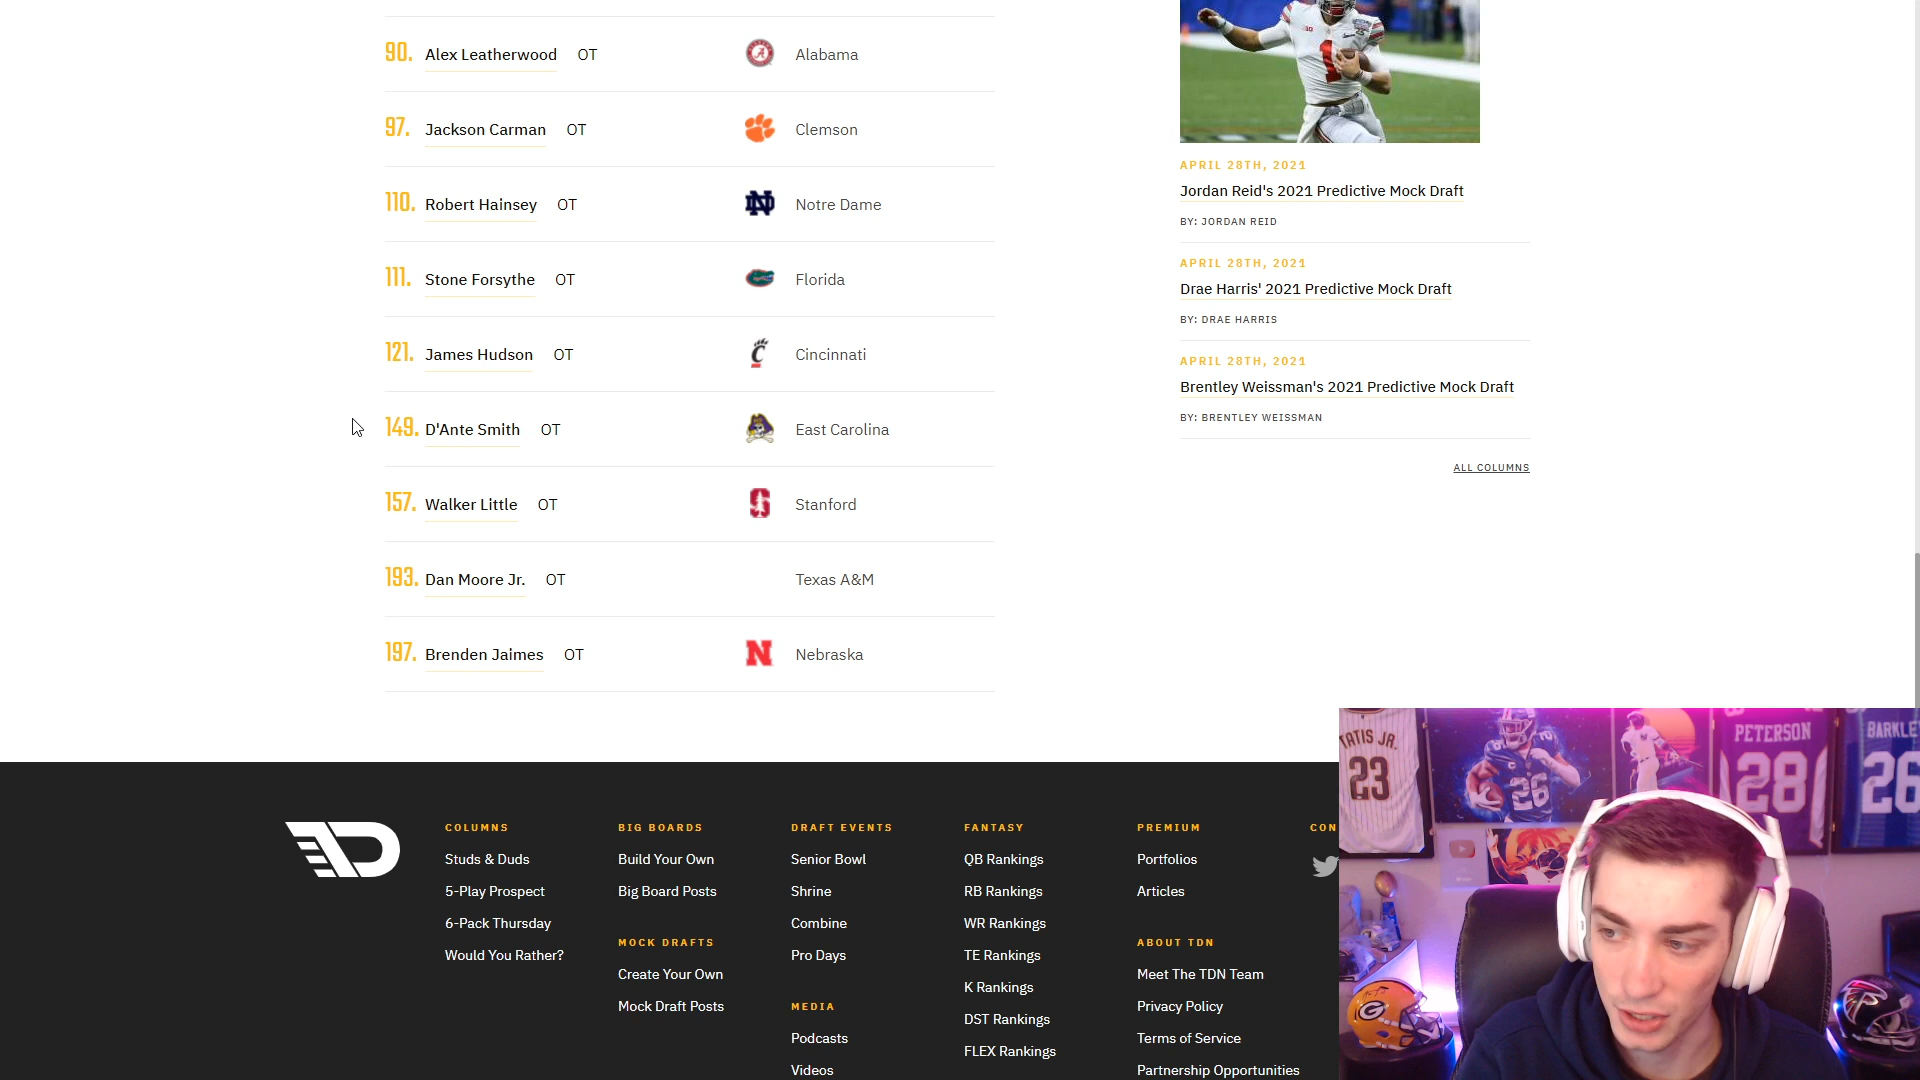 90. Alex Leatherwood OT Alabama
97. Jackson Carman OT Clemson
110. Robert Hainsey OT Notre Dame
111. Stone Forsythe OT Florida
121. James Hudson OT Cincinnati
149. D'Ante Smith OT East Carolina
157. Walker Little OT Stanford
193. Dan Moore Jr. OT Texas A&M
197. Brenden Jaimes OT Nebraska
1
APRIL 28TH, 2021
Jordan Reid's 2021 Predictive Mock Draft
BY: JORDAN REID
APRIL 28TH, 2021
Drae Harris' 2021 Predictive Mock Draft
BY: DRAE HARRIS
APRIL 28TH, 2021
Brentley Weissman's 2021 Predictive Mock Draft
BY: BRENTLEY WEISSMAN
ALL COLUMNS
COLUMNS
Studs & Duds
5-Play Prospect
6-Pack Thursday
Would You Rather?
BIG BOARDS
Build Your Own
Big Board Posts
MOCK DRAFTS
Create Your Own
Mock Draft Posts
DRAFT EVENTS
Senior Bowl
Shrine
Combine
Pro Days
MEDIA
Podcasts
Videos
FANTASY
QB Rankings
RB Rankings
WR Rankings
TE Rankings
K Rankings
DST Rankings
FLEX Rankings
PREMIUM
Portfolios
Articles
ABOUT TDN
Meet The TDN Team
Privacy Policy
Terms of Service
Partnership Opportunities
CON
TATIS JR.
23
26
PETERSON
28
BARKLE
26